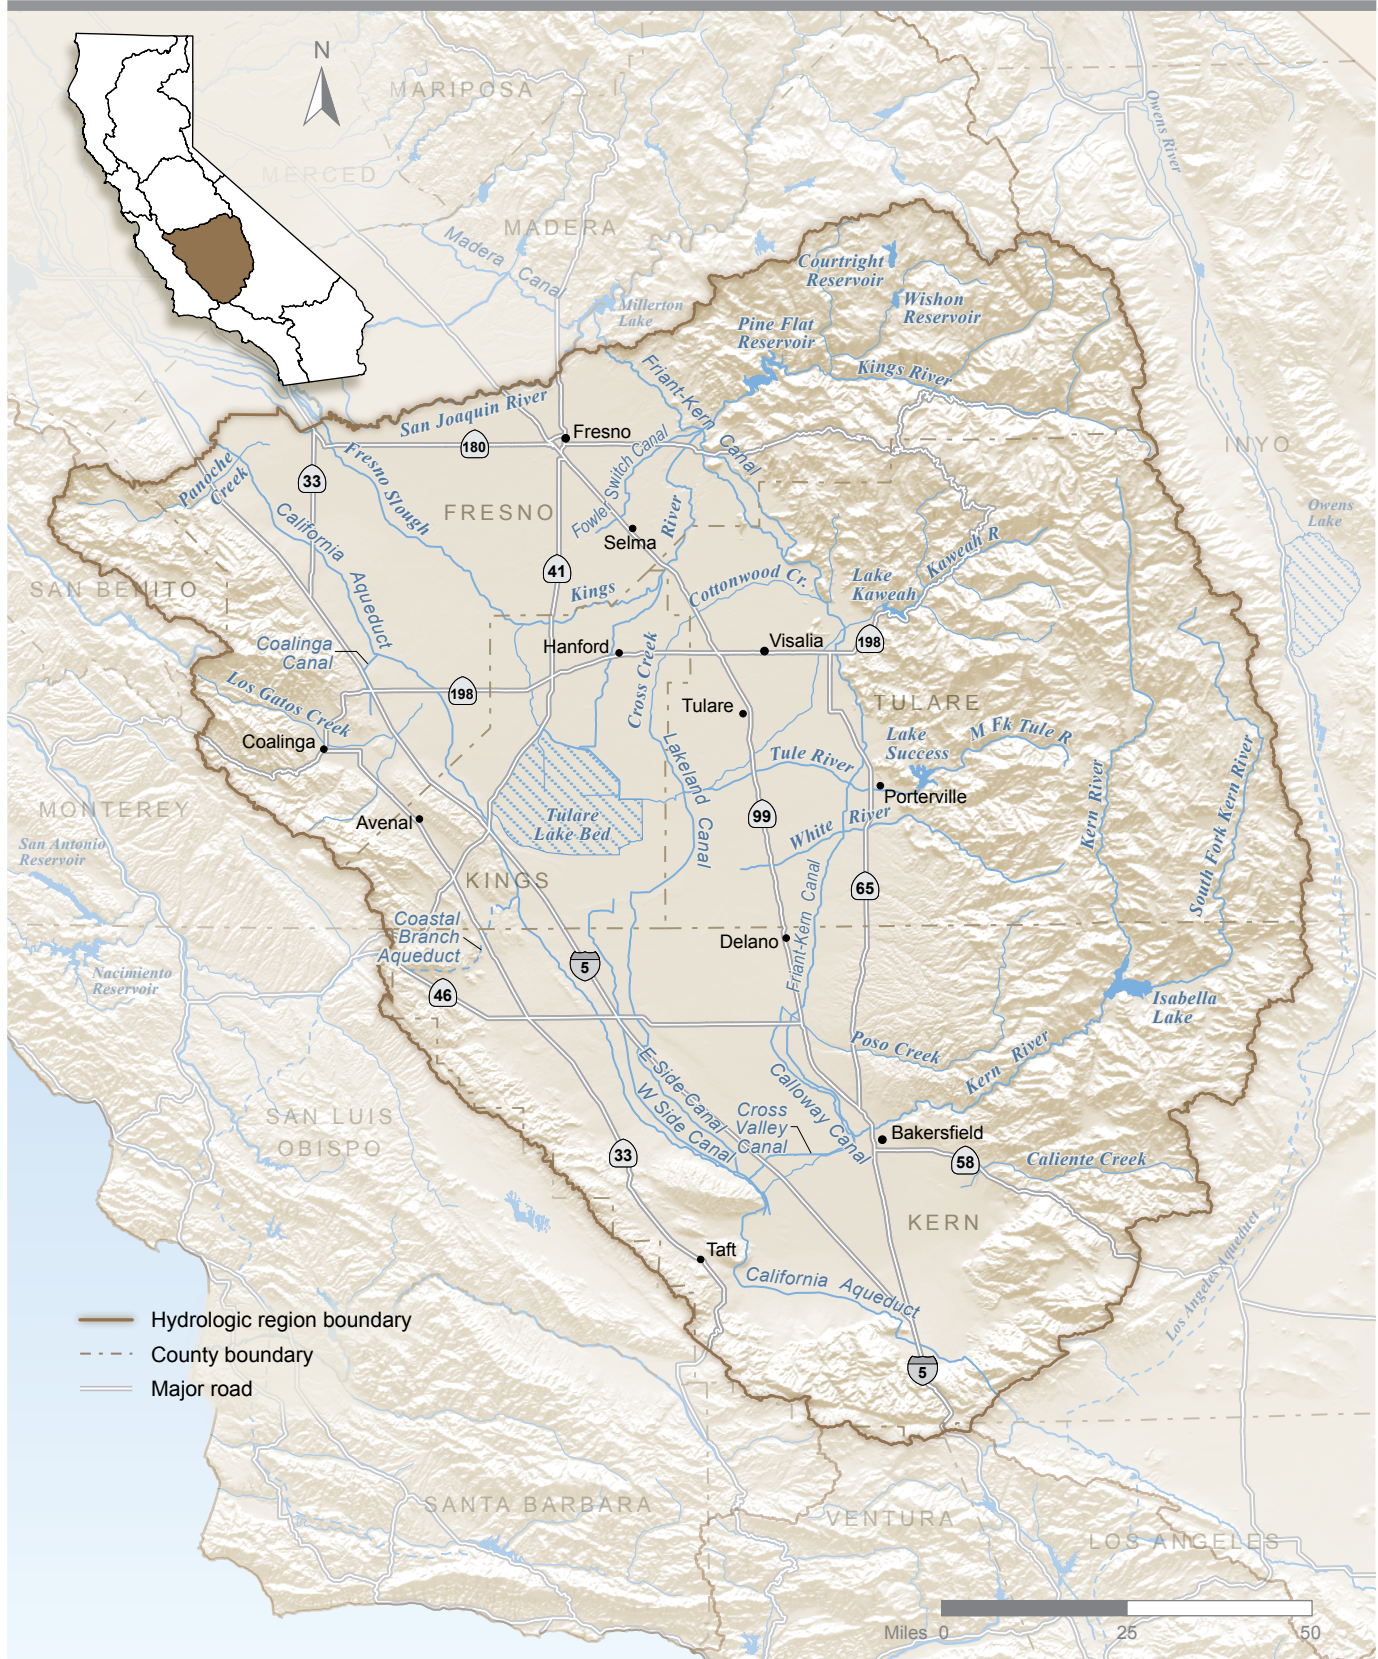 N
MARIPOSA
MERCED
MADERA
Madera Canal
Owens River
Millerton
Lake
Courtright
Reservoir
Wishon
Reservoir
Pine Flat
Reservoir
Kings River
Friant-Kern Canal
San Joaquin River
Fresno
180
33
Panoche
Creek
Fresno Slough
California Aqueduct
FRESNO
Fowler Switch Canal
Selma
River
INYO
Owens
Lake
41
Kings
Cottonwood Cr.
Lake
Kaweah
Kaweah R
SAN BENITO
Coalinga
Canal
Hanford
Visalia
198
Cross Creek
198
Los Gatos Creek
Coalinga
Tulare
TULARE
Lake
Success
M Fk Tule R
Tule River
Lakeland Canal
Porterville
MONTEREY
Avenal
Tulare
Lake Bed
99
White River
Kern River
South Fork Kern River
San Antonio
Reservoir
KINGS
65
Friant-Kern Canal
Coastal
Branch
Aqueduct
Delano
5
46
Nacimiento
Reservoir
Isabella
Lake
Poso Creek
Kern River
E Side-Canal
W Side Canal
Calloway Canal
Cross
Valley
Canal
SAN LUIS
OBISPO
33
Bakersfield
58
Caliente Creek
KERN
Taft
California Aqueduct
Los Angeles Aqueduct
5
Hydrologic region boundary
County boundary
Major road
SANTA BARBARA
VENTURA
LOS ANGELES
Miles 0 25 50